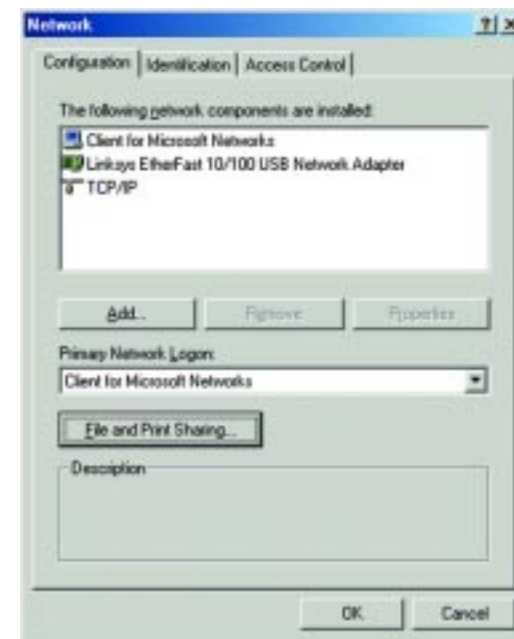 Network
Configuration Identification Access Control
The following network components are installed:
Client for Microsoft Networks
Linksys EtherFast 10/100 USB Network Adapter
TCP/IP
Add... Remove Properties
Primary Network Logon:
Client for Microsoft Networks
File and Print Sharing...
Description
OK Cancel